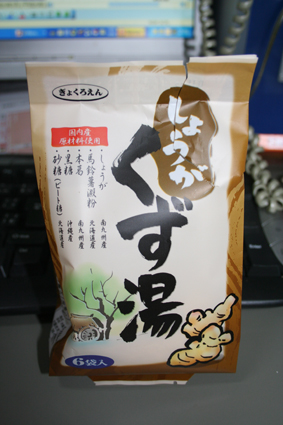 ぎょくろえん
しょうが
くず湯
国内産
原材料使用
・しょうが 南九州産
・馬鈴薯澱粉 北海道産
・本葛 南九州産
・黒糖 沖縄産
・砂糖(ビート糖) 北海道産
6袋入